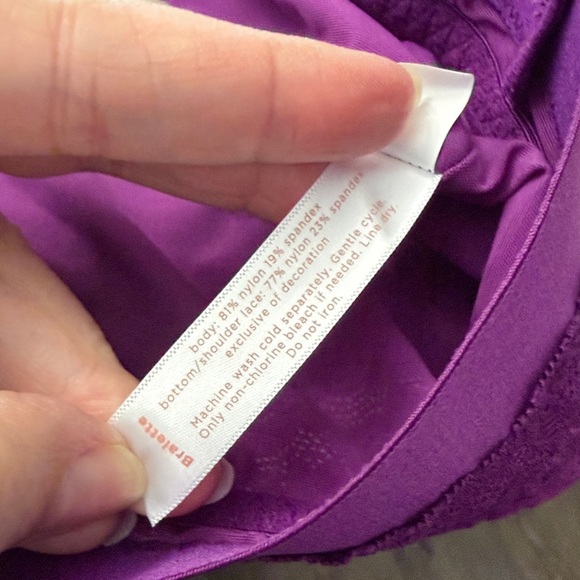 body: 81% nylon 19% spandex
bottom/shoulder lace: 77% nylon 23% spandex
exclusive of decoration
Machine wash cold separately. Gentle cycle.
Only non-chlorine bleach if needed. Line dry.
Do not iron.
Bralette